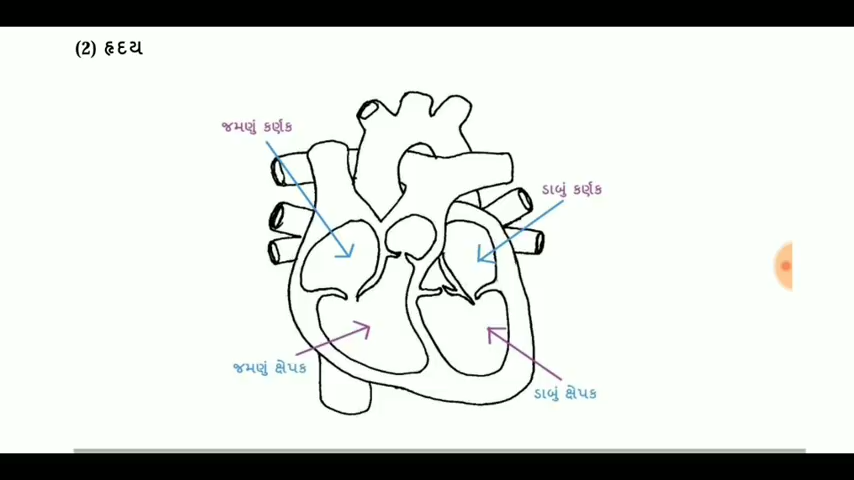 (2) હૃદય
જમણું કર્ણક
ડાબું કર્ણક
જમણું ક્ષેપક
ડાબું ક્ષેપક